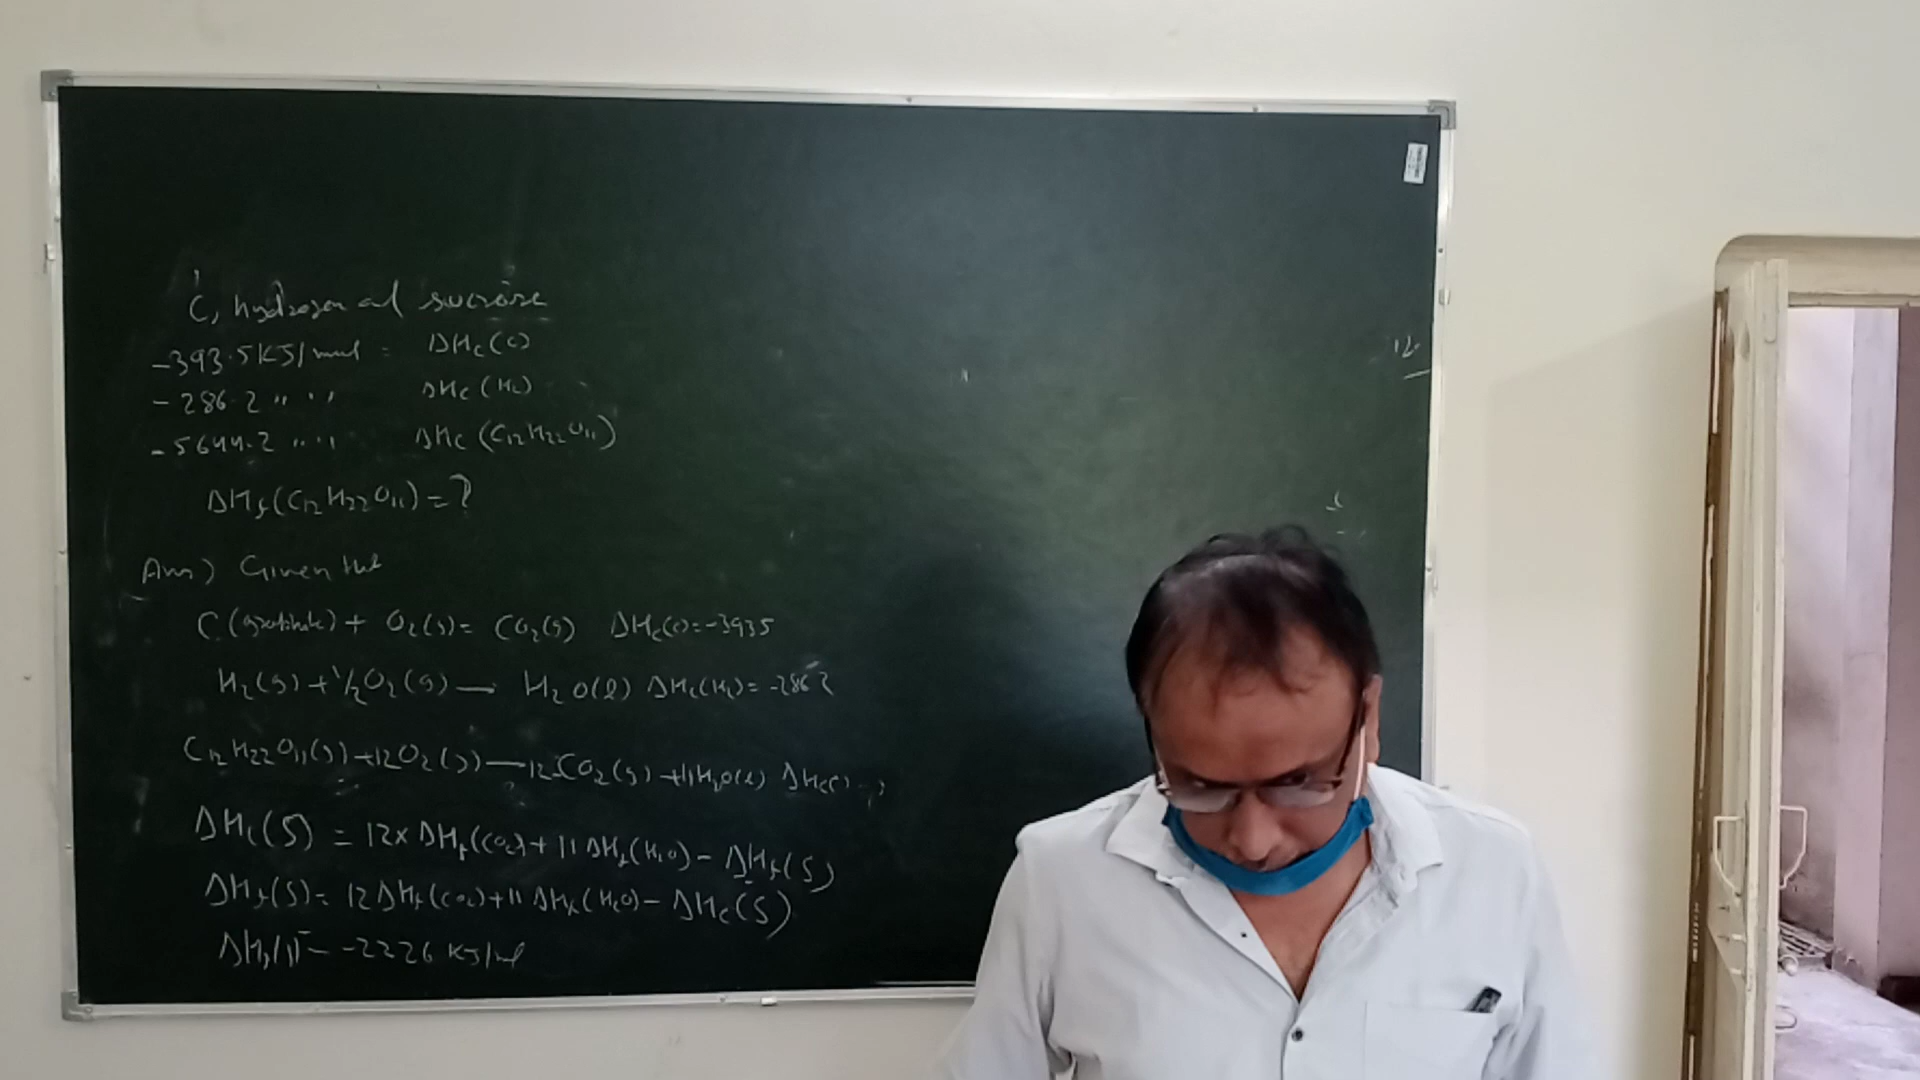 C, hydrogen and sucrose
-393.5 KJ/mol = ΔHc(C)
-286.2 " " ΔHc(H2)
-5644.2 " " ΔHc(C12H22O11)
ΔHf(C12H22O11) = ?
Ans) Given that
C(graphite) + O2(g) = CO2(g) ΔHc(C) = -393.5
H2(g) + 1/2O2(g) — H2O(l) ΔHc(H2) = -286.2
C12H22O11(s) + 12O2(g) — 12CO2(g) + 11H2O(l) ΔHc(
ΔHc(S) = 12 x ΔHf(CO2) + 11 ΔHf(H2O) - ΔHf(S)
ΔHf(S) = 12 ΔHf(CO2) + 11 ΔHf(H2O) - ΔHc(S)
= -2226 KJ/mol
12